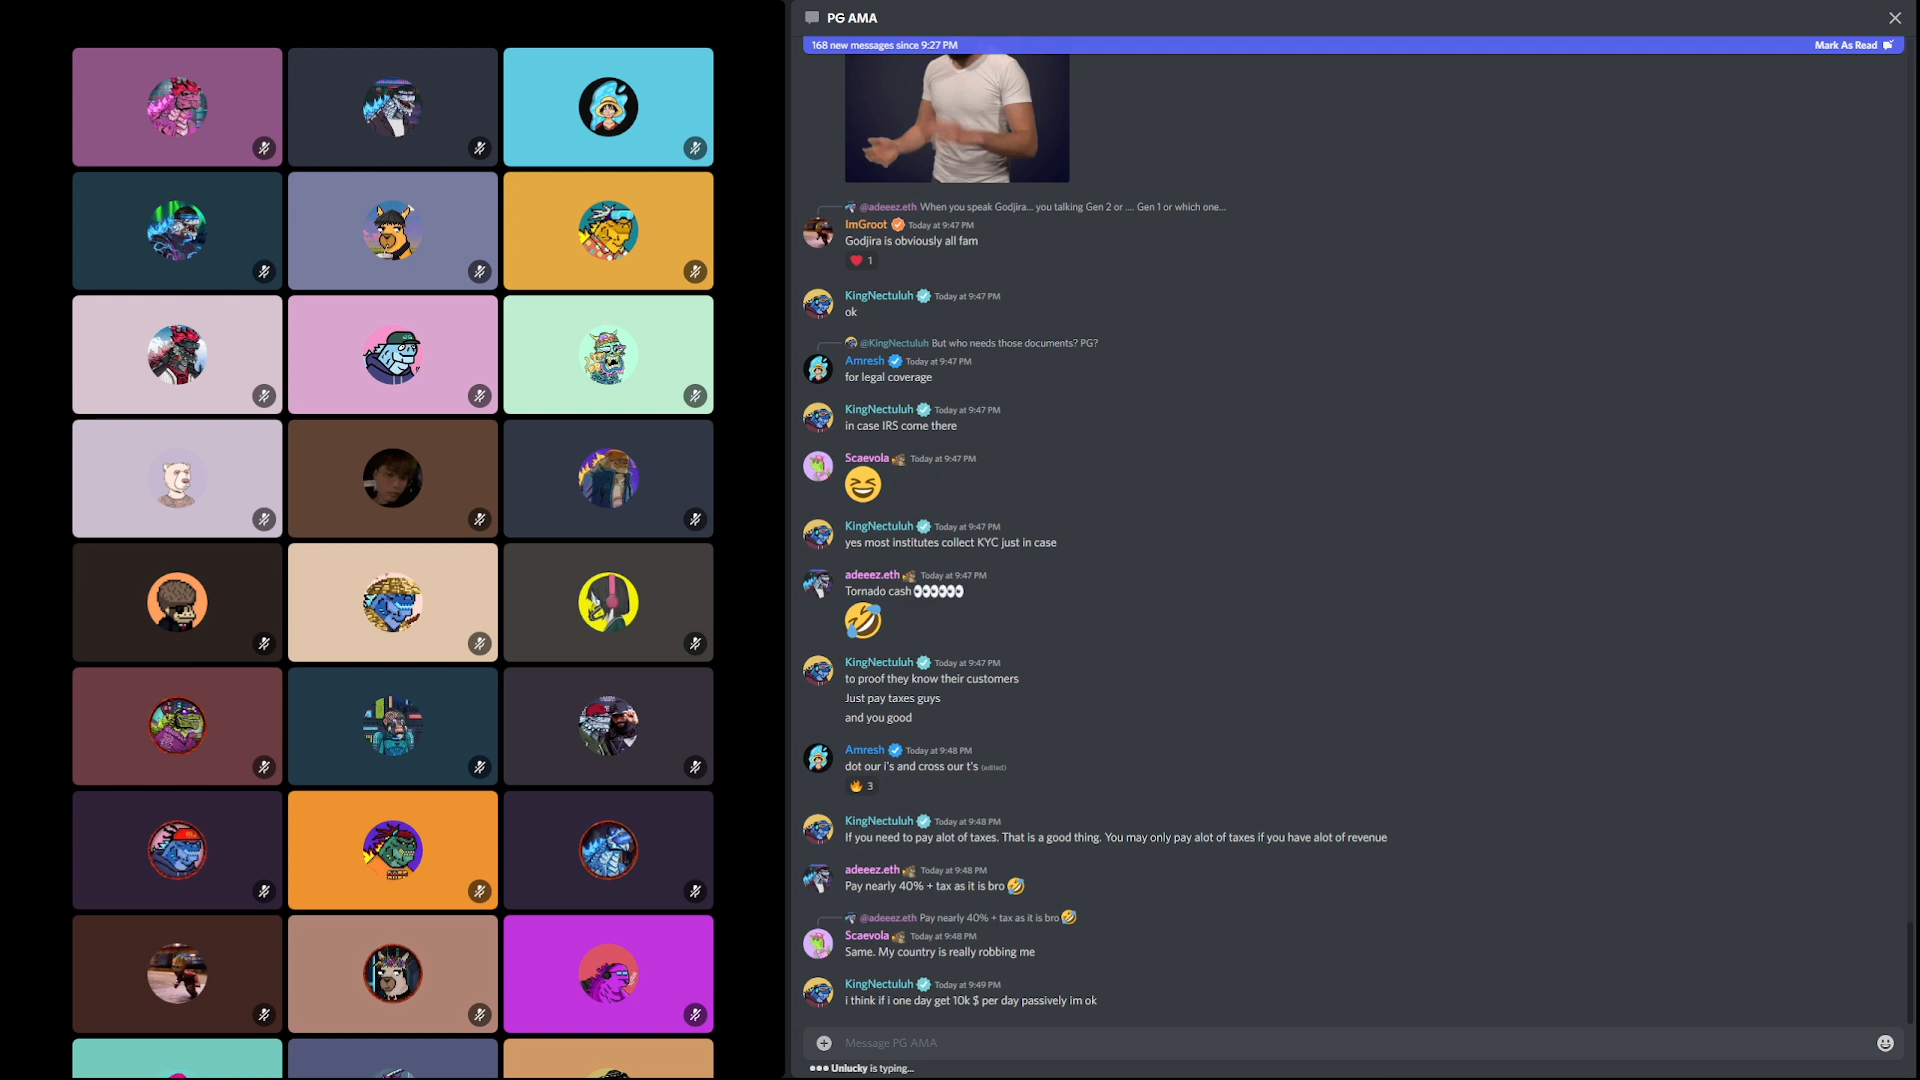 PG AMA
168 new messages since 9:27 PM
Mark As Read
@adeeez.eth When you speak Godjira... you talking Gen 2 or .... Gen 1 or which one...
ImGroot Today at 9:47 PM
Godjira is obviously all fam
1
KingNectuluh Today at 9:47 PM
ok
@KingNectuluh But who needs those documents? PG?
Amresh Today at 9:47 PM
for legal coverage
KingNectuluh Today at 9:47 PM
in case IRS come there
Scaevola Today at 9:47 PM
KingNectuluh Today at 9:47 PM
yes most institutes collect KYC just in case
adeeez.eth Today at 9:47 PM
Tornado cash 👀👀👀
🤣
KingNectuluh Today at 9:47 PM
to proof they know their customers
Just pay taxes guys
and you good
Amresh Today at 9:48 PM
dot our i's and cross our t's (edited)
3
KingNectuluh Today at 9:48 PM
If you need to pay alot of taxes. That is a good thing. You may only pay alot of taxes if you have alot of revenue
adeeez.eth Today at 9:48 PM
Pay nearly 40% + tax as it is bro 🤣
@adeeez.eth Pay nearly 40% + tax as it is bro 🤣
Scaevola Today at 9:48 PM
Same. My country is really robbing me
KingNectuluh Today at 9:49 PM
i think if i one day get 10k $ per day passively im ok
Message PG AMA
Unlucky is typing...